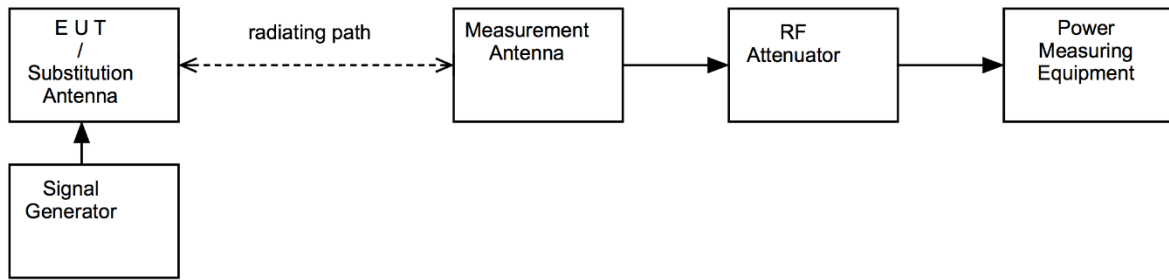 E U T
/
Substitution
Antenna
radiating path
Measurement
Antenna
RF
Attenuator
Power
Measuring
Equipment
Signal
Generator